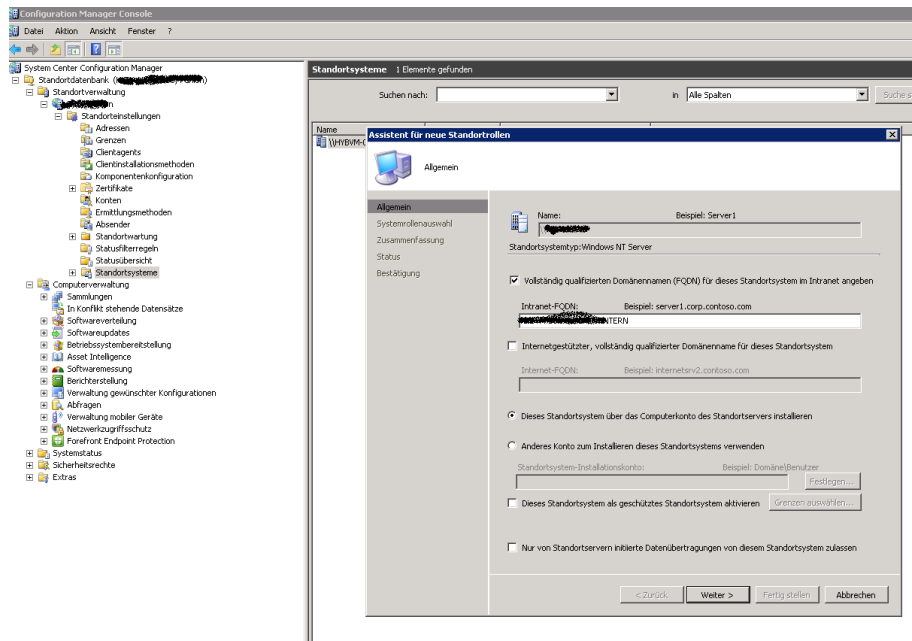 Configuration Manager Console
Datei Aktion Ansicht Fenster ?
System Center Configuration Manager
Standortdatenbank (
Standortverwaltung
Standorteinstellungen
Adressen
Grenzen
Clientagents
Clientinstallationsmethoden
Komponentenkonfiguration
Zertifikate
Konten
Ermittlungsmethoden
Absender
Standortwartung
Statusfilterregeln
Statusübersicht
Standortsysteme
Computerverwaltung
Sammlungen
In Konflikt stehende Datensätze
Softwareverteilung
Softwareupdates
Betriebssystembereitstellung
Asset Intelligence
Softwaremessung
Berichterstellung
Verwaltung gewünschter Konfigurationen
Abfragen
Verwaltung mobiler Geräte
Netzwerkzugriffsschutz
Forefront Endpoint Protection
Systemstatus
Sicherheitsrechte
Extras
Standortsysteme 1 Elemente gefunden
Suchen nach: in Alle Spalten Suche s
Name
\\HYBVM-
Assistent für neue Standortrollen
Allgemein
Allgemein
Systemrollenauswahl
Zusammenfassung
Status
Bestätigung
Name: Beispiel: Server1
Standortsystemtyp:Windows NT Server
Vollständig qualifizierten Domänennamen (FQDN) für dieses Standortsystem im Intranet angeben
Intranet-FQDN: Beispiel: server1.corp.contoso.com
NTERN
Internetgestützter, vollständig qualifizierter Domänenname für dieses Standortsystem
Internet-FQDN: Beispiel: internetsrv2.contoso.com
Dieses Standortsystem über das Computerkonto des Standortservers installieren
Anderes Konto zum Installieren dieses Standortsystems verwenden
Standortsystem-Installationskonto: Beispiel: Domäne\Benutzer
Festlegen...
Dieses Standortsystem als geschütztes Standortsystem aktivieren Grenzen auswählen...
Nur von Standortservern initiierte Datenübertragungen von diesem Standortsystem zulassen
< Zurück Weiter > Fertig stellen Abbrechen